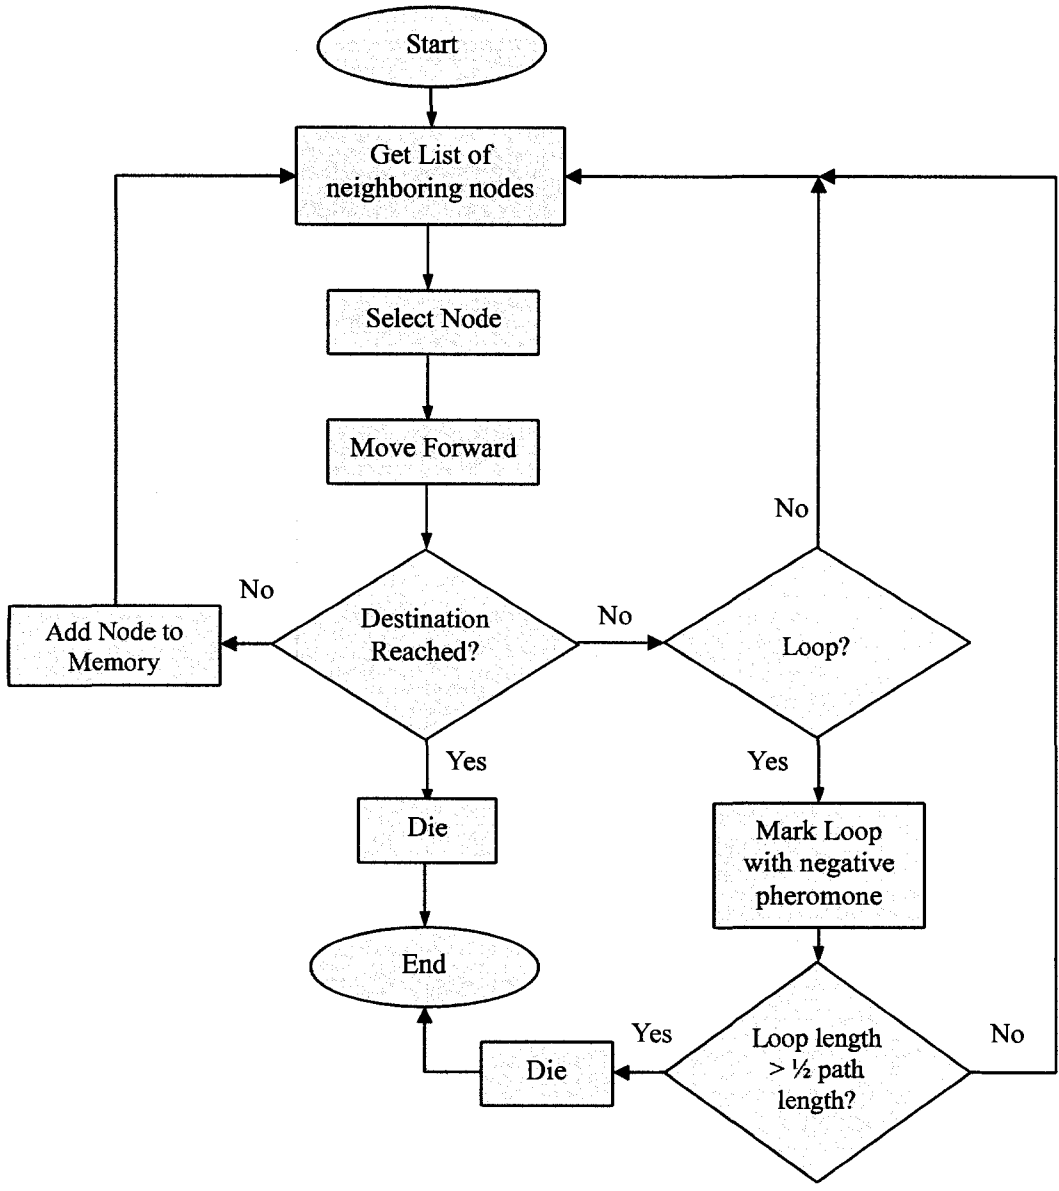 Start
Get List of
neighboring nodes
Select Node
Move Forward
No
No
No
Add Node to
Memory
Destination
Reached?
Loop?
Yes
Yes
Die
Mark Loop
with negative
pheromone
End
Yes
No
Die
Loop length
> ½ path
length?